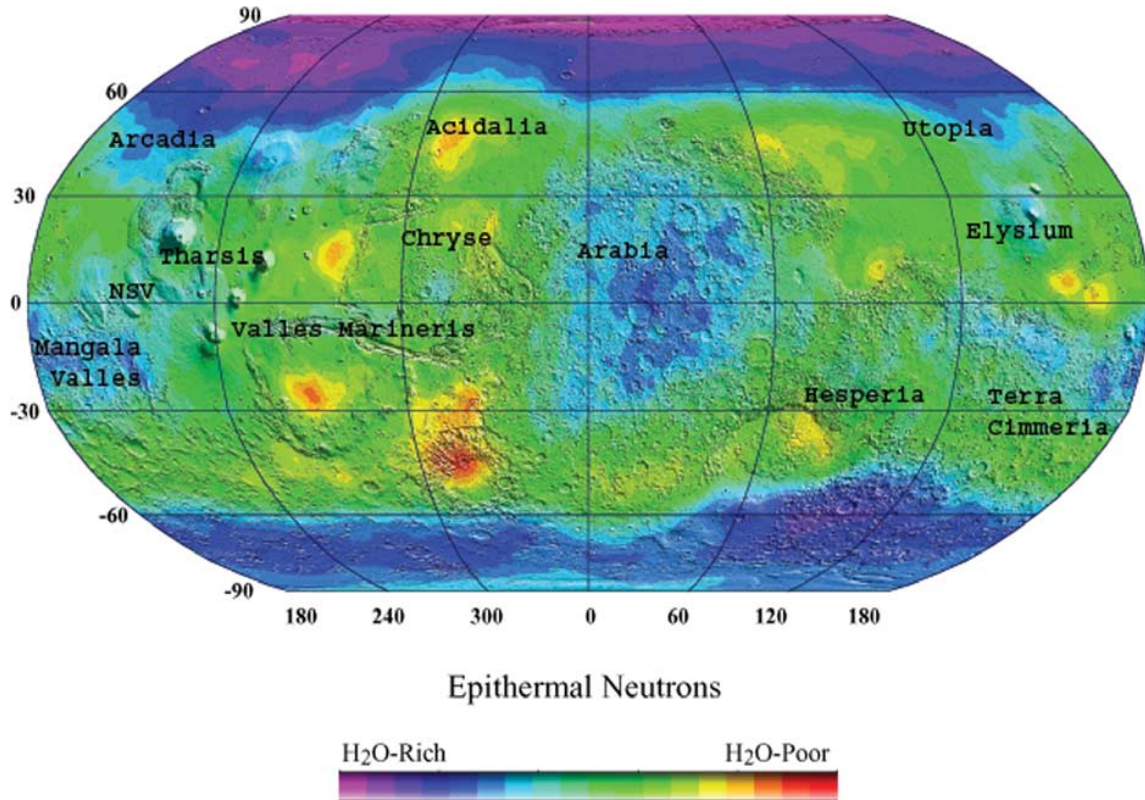 90
60
Arcadia
Acidalia
Utopia
30
Tharsis
Chryse
Arabia
Elysium
NSV
0
Valles Marineris
Mangala
Valles
-30
Hesperia
Terra
Cimmeria
-60
-90
180 240 300 0 60 120 180
Epithermal Neutrons
H2O-Rich H2O-Poor